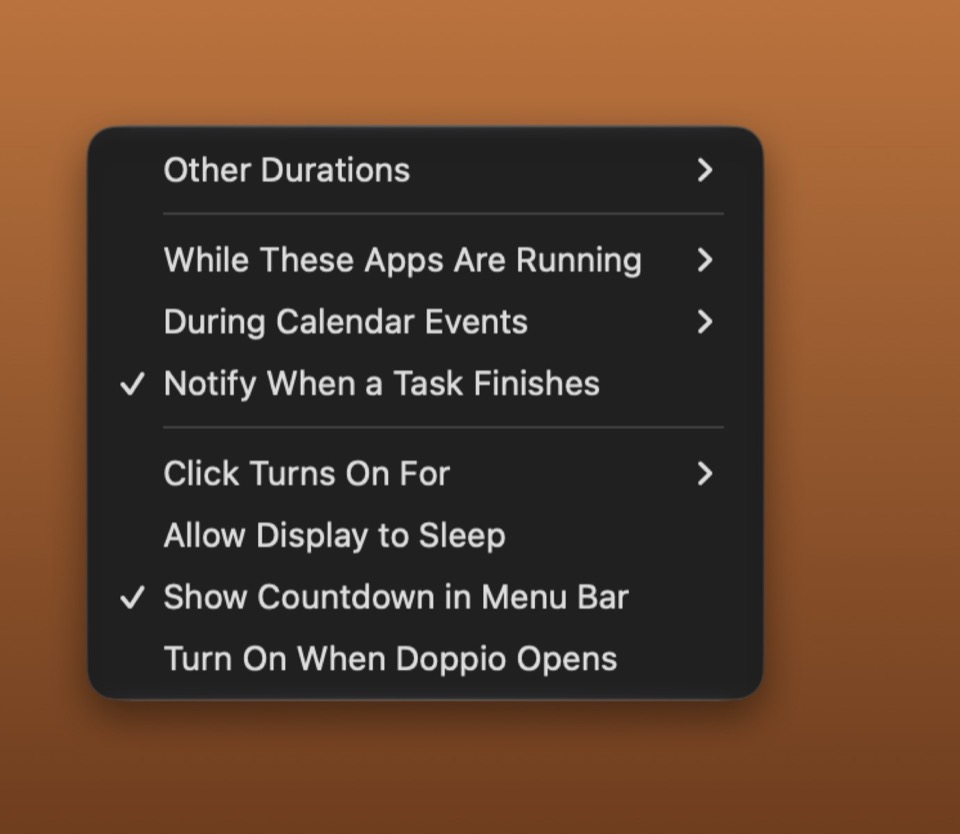 Other Durations
While These Apps Are Running
During Calendar Events
Notify When a Task Finishes
Click Turns On For
Allow Display to Sleep
Show Countdown in Menu Bar
Turn On When Doppio Opens